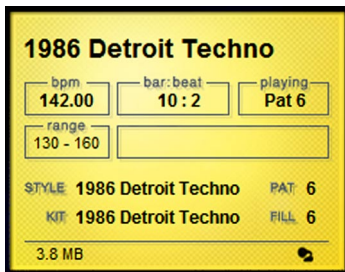 1986 Detroit Techno
bpm bar:beat playing
142.00 10:2 Pat 6
range
130 - 160
STYLE 1986 Detroit Techno PAT 6
KIT 1986 Detroit Techno FILL 6
3.8 MB